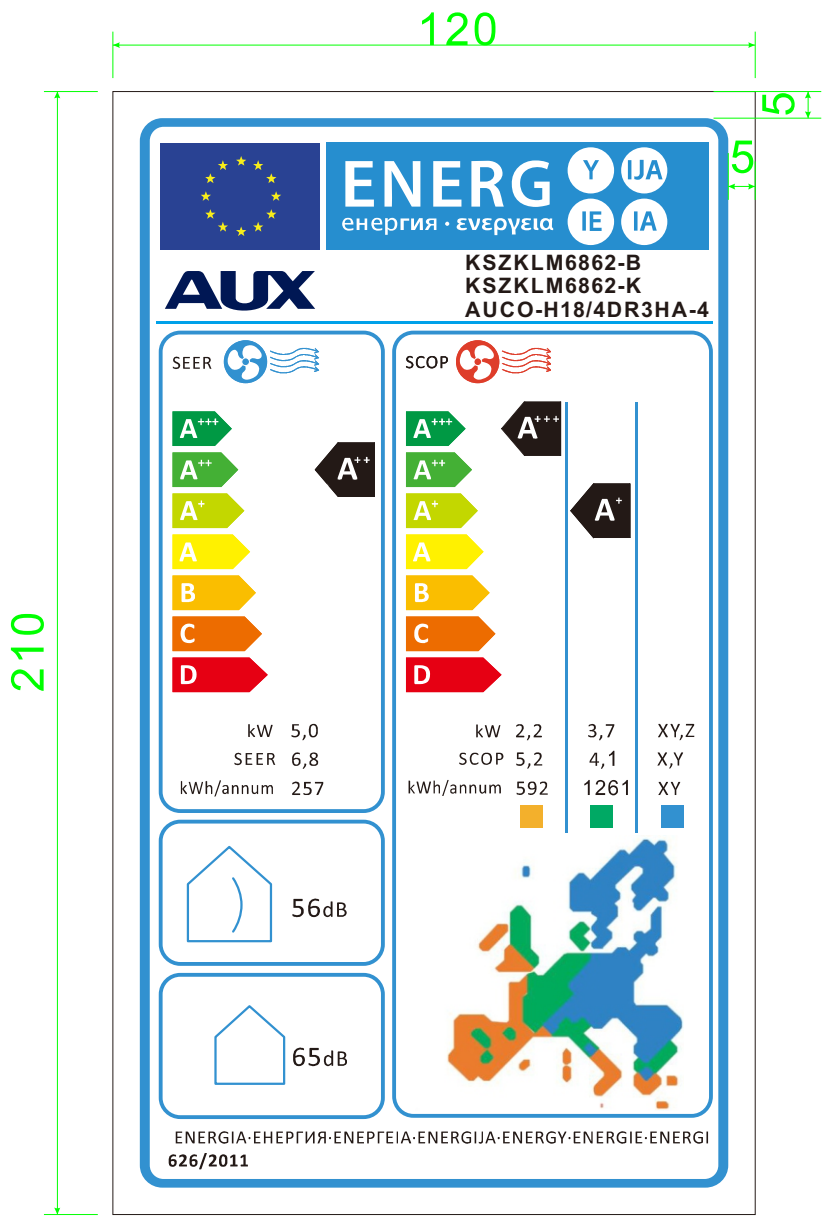 120
210
5
5
ENERG
енергия · ενεργεια
Y IJA
IE IA
AUX
KSZKLM6862-B
KSZKLM6862-K
AUCO-H18/4DR3HA-4
SEER
A+++
A++
A+
A
B
C
D
A++
kW 5,0
SEER 6,8
kWh/annum 257
SCOP
A+++
A++
A+
A
B
C
D
A+++
A+
kW 2,2 3,7 XY,Z
SCOP 5,2 4,1 X,Y
kWh/annum 592 1261 XY
56dB
65dB
ENERGIA·ЕНЕРГИЯ·ΕΝΕΡΓΕΙΑ·ENERGIJA·ENERGY·ENERGIE·ENERGI
626/2011